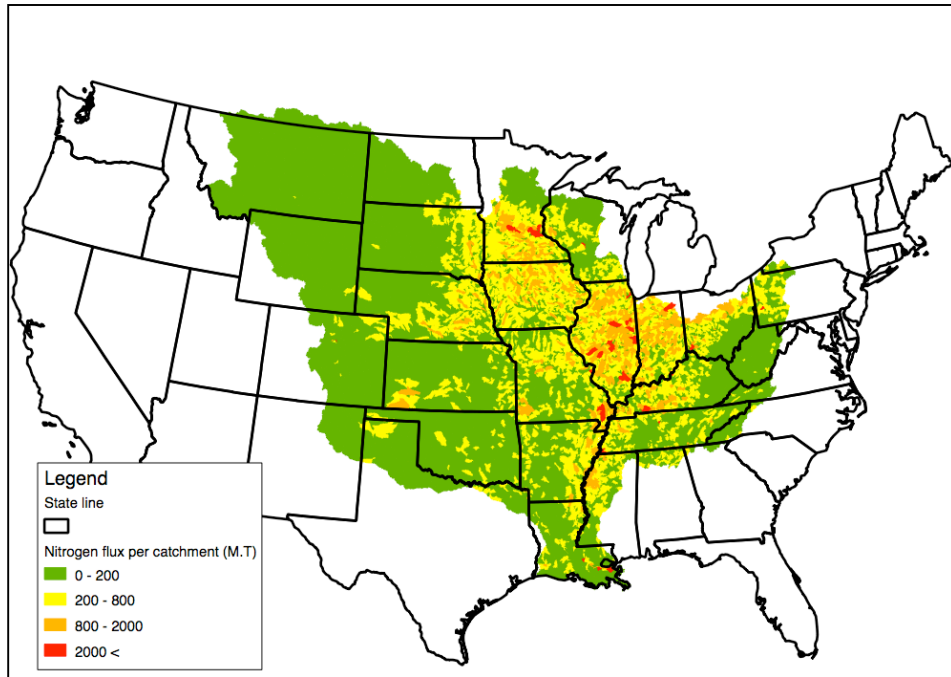 Legend
State line
Nitrogen flux per catchment (M.T)
0 - 200
200 - 800
800 - 2000
2000 <